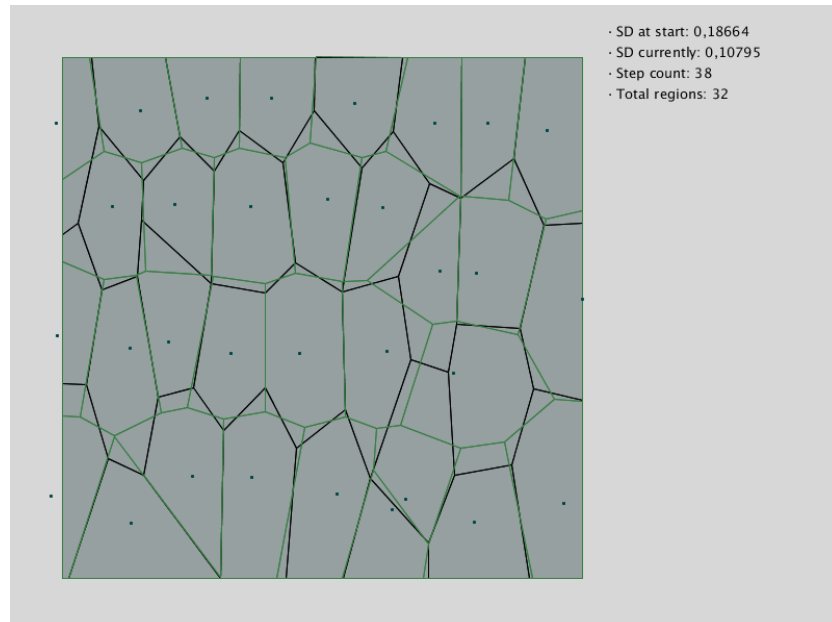 · SD at start: 0,18664
· SD currently: 0,10795
· Step count: 38
· Total regions: 32